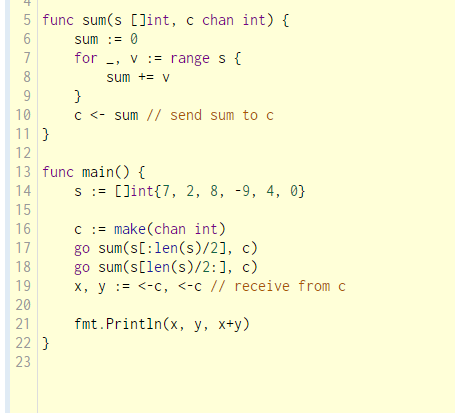 5 func sum(s []int, c chan int) {
6     sum := 0
7     for _, v := range s {
8         sum += v
9     }
10     c <- sum // send sum to c
11 }
12
13 func main() {
14     s := []int{7, 2, 8, -9, 4, 0}
15
16     c := make(chan int)
17     go sum(s[:len(s)/2], c)
18     go sum(s[len(s)/2:], c)
19     x, y := <-c, <-c // receive from c
20
21     fmt.Println(x, y, x+y)
22 }
23